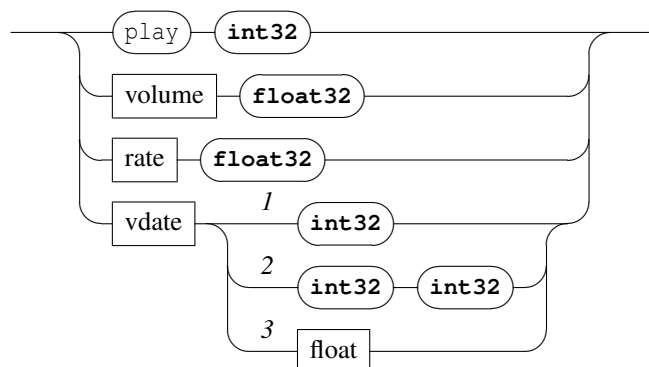 play int32
volume float32
rate float32
vdate 1 int32
2 int32 int32
3 float